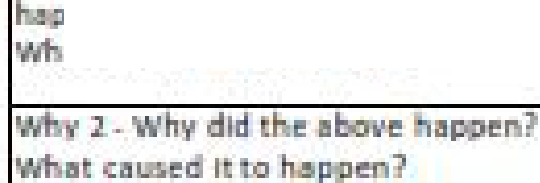 hap
Wh
Why 2 - Why did the above happen?
What caused it to happen?